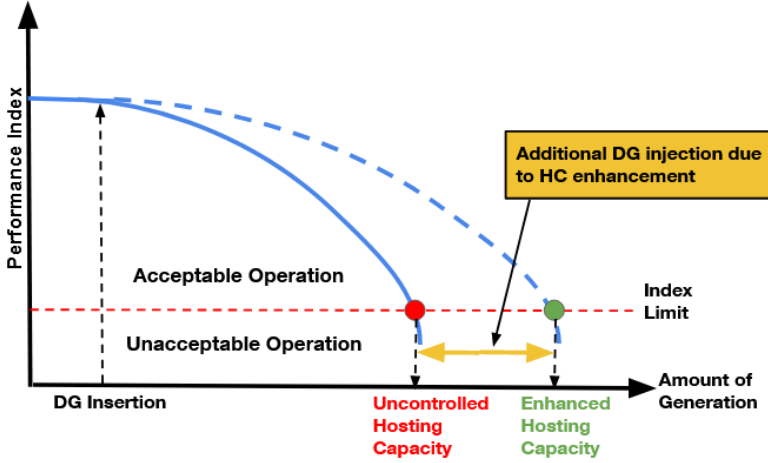 Performance Index
Additional DG injection due
to HC enhancement
Acceptable Operation
Index
Limit
Unacceptable Operation
DG Insertion
Uncontrolled
Hosting
Capacity
Enhanced
Hosting
Capacity
Amount of
Generation